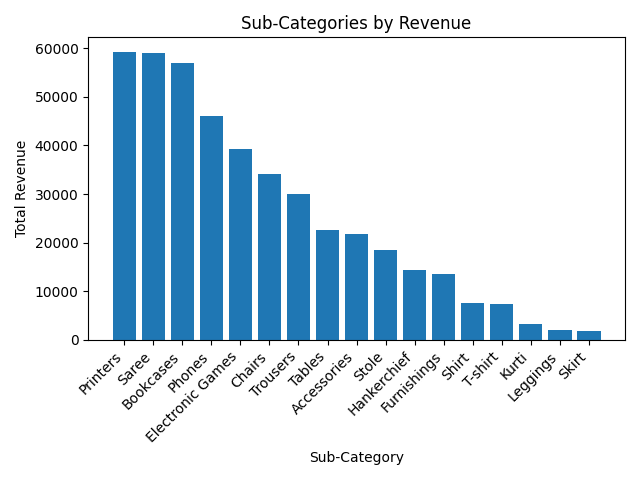 Sub-Categories by Revenue
Total Revenue
60000
50000
40000
30000
20000
10000
0
Printers
Saree
Bookcases
Phones
Electronic Games
Chairs
Trousers
Tables
Accessories
Stole
Hankerchief
Furnishings
Shirt
T-shirt
Kurti
Leggings
Skirt
Sub-Category